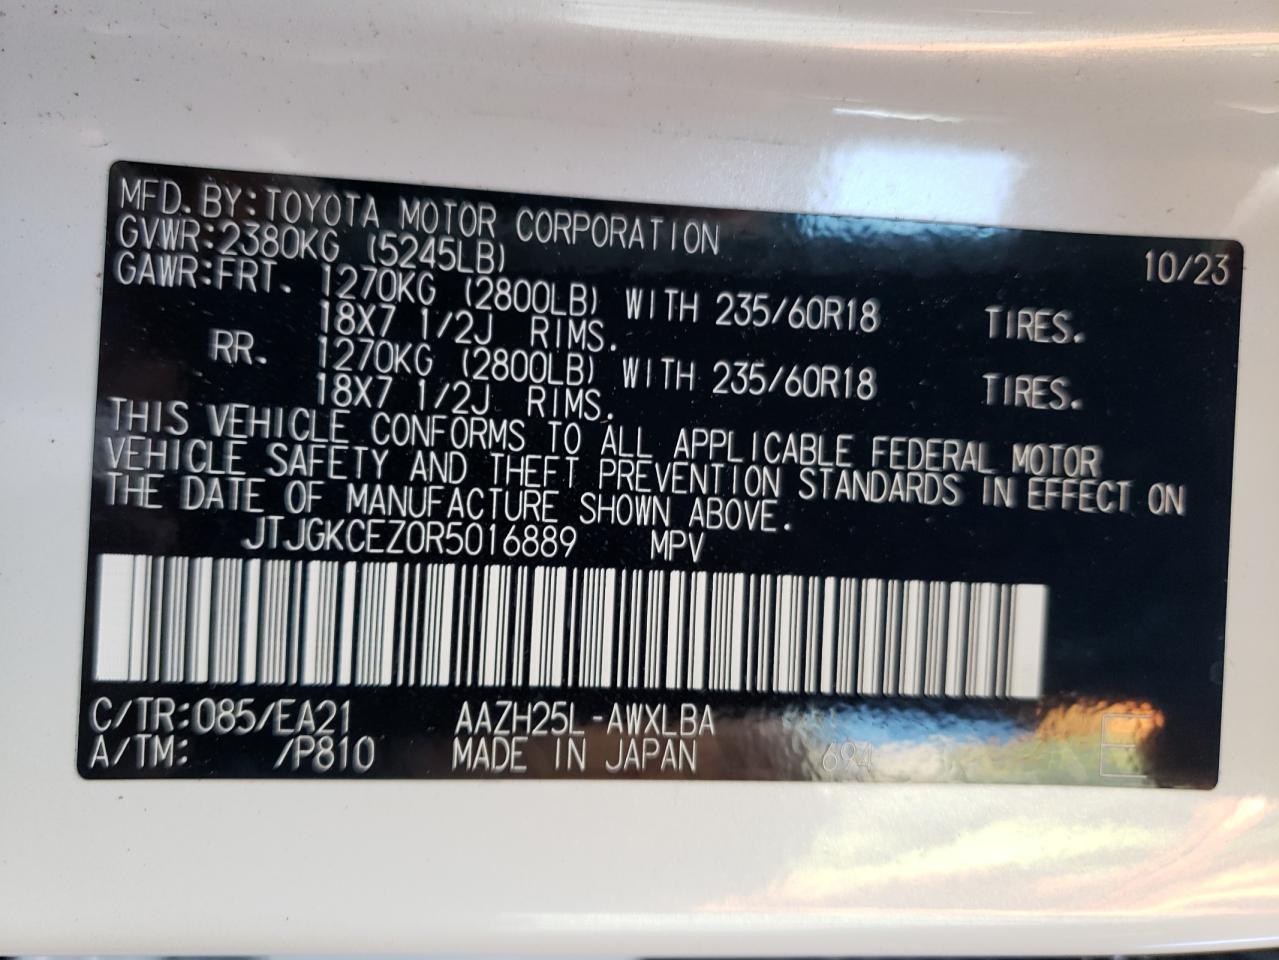 MFD. BY: TOYOTA MOTOR CORPORATION 10/23
GVWR: 2380KG (5245LB)
GAWR: FRT. 1270KG (2800LB) WITH 235/60R18 TIRES.
18X7 1/2J RIMS.
RR. 1270KG (2800LB) WITH 235/60R18 TIRES.
18X7 1/2J RIMS.
THIS VEHICLE CONFORMS TO ALL APPLICABLE FEDERAL MOTOR
VEHICLE SAFETY AND THEFT PREVENTION STANDARDS IN EFFECT ON
THE DATE OF MANUFACTURE SHOWN ABOVE.
JTJGKCEZ0R5016889 MPV
C/TR: 085/EA21 AAZH25L-AWXLBA
A/TM: /P810 MADE IN JAPAN 694